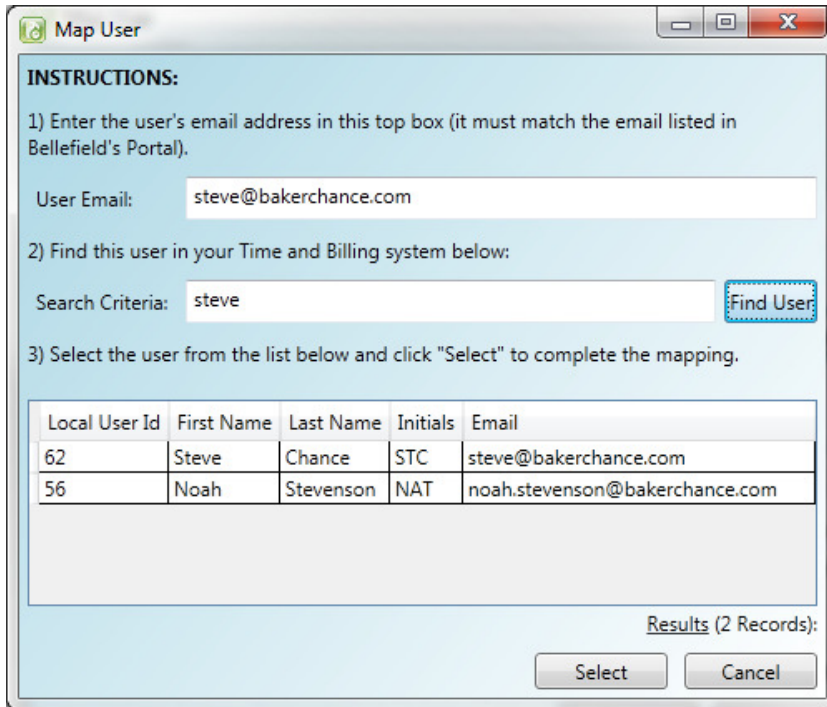 Map User
INSTRUCTIONS:
1) Enter the user's email address in this top box (it must match the email listed in
Bellefield's Portal).
User Email: steve@bakerchance.com
2) Find this user in your Time and Billing system below:
Search Criteria: steve Find User
3) Select the user from the list below and click "Select" to complete the mapping.
Local User Id First Name Last Name Initials Email
62 Steve Chance STC steve@bakerchance.com
56 Noah Stevenson NAT noah.stevenson@bakerchance.com
Results (2 Records):
Select Cancel